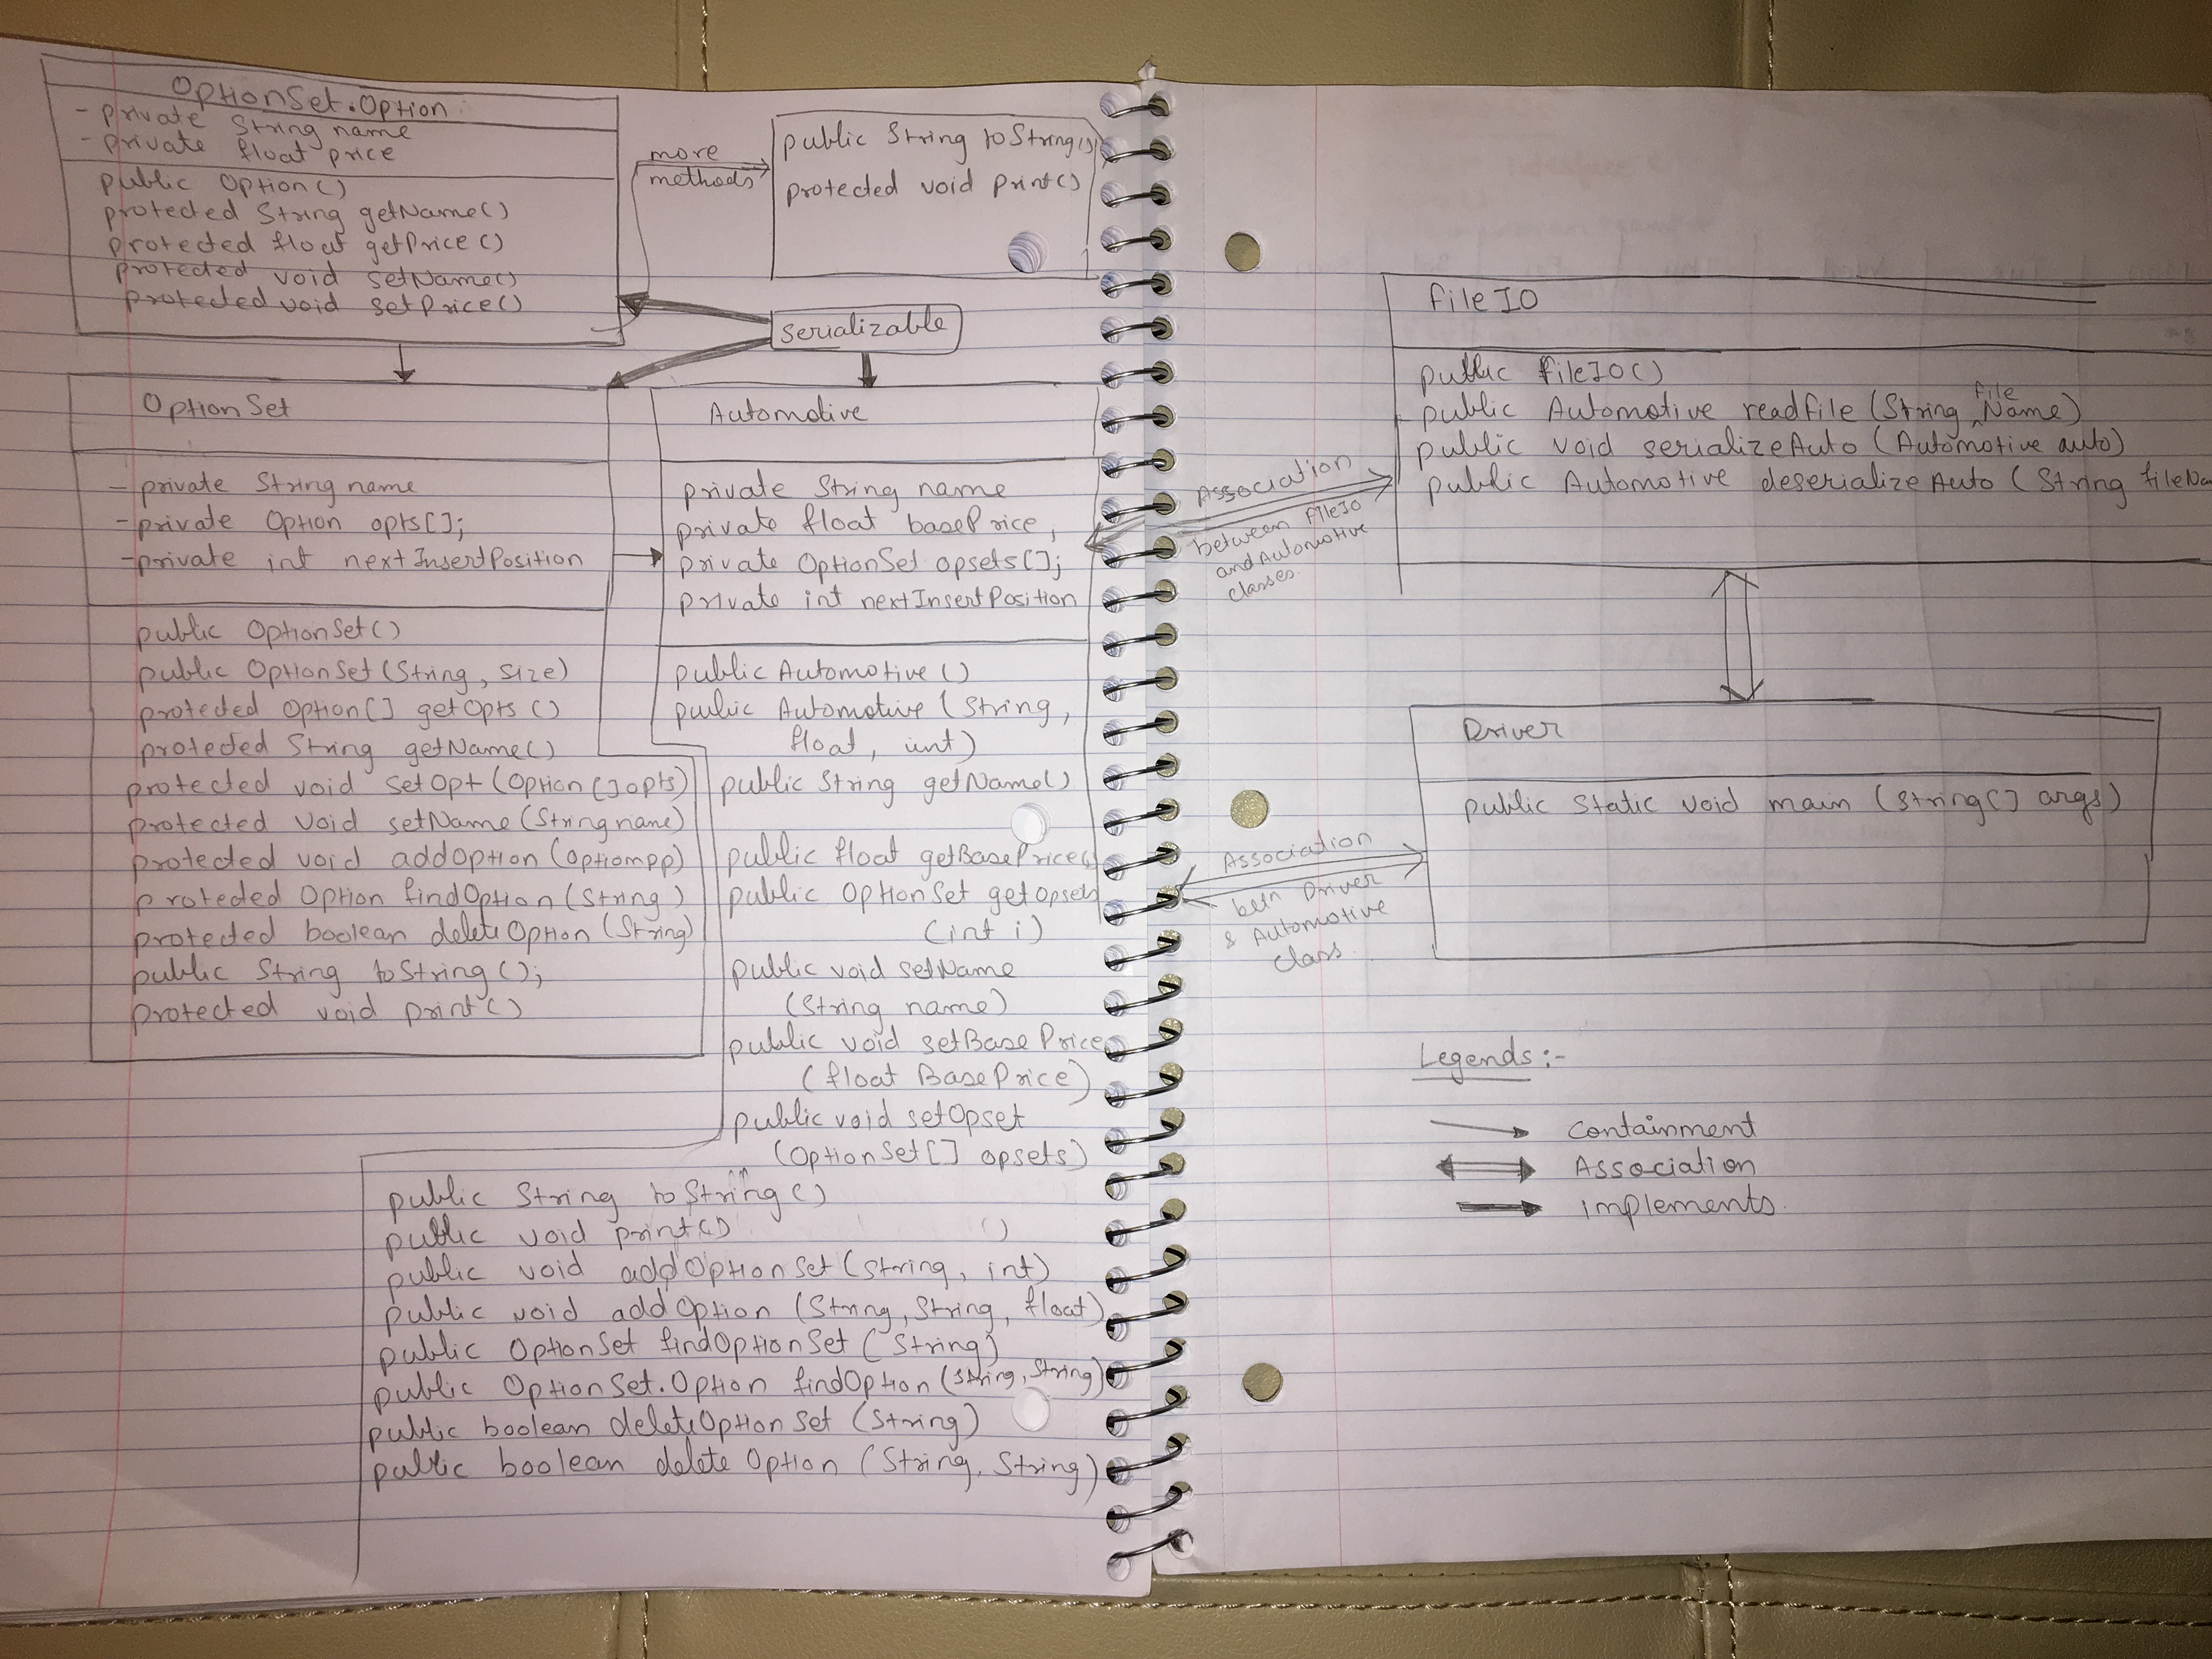 OptionSet.Option
- private String name
- private float price
public Option()
protected String getName()
protected float getPrice()
protected void setName()
protected void setPrice()
more
methods
public String toString()
protected void print()
Serializable
OptionSet
- private String name
- private Option opts[];
- private int nextInsertPosition
public OptionSet()
public OptionSet(String, size)
protected Option[] getOpts()
protected String getName()
protected void setOpt(Option[] opts)
protected void setName(String name)
protected void addOption(
protected Option findOption(String)
protected boolean deleteOption(String)
public String toString();
protected void print()
Automotive
private String name
private float basePrice,
private OptionSet opsets[];
private int nextInsertPosition
public Automotive()
public Automotive(String,
float, int)
public String getName()
public float getBasePrice()
public OptionSet getOpsets
(int i)
public void setName
(String name)
public void setBasePrice
(float BasePrice)
public void setOpset
(OptionSet[] opsets)
public String toString()
public void print() ()
public void addOptionSet(String, int)
public void addOption (String, String, float)
public OptionSet findOptionSet (String)
public OptionSet.Option findOption(String, String)
public boolean deleteOptionSet (String)
public boolean deleteOption (String, String)
Association
between FileIO
and Automotive
classes.
fileIO
public fileIO()
public Automotive readfile (String fileName)
public void serializeAuto (Automotive auto)
public Automotive deserializeAuto (String fileNa
Driver
public static void main (String[] args)
Association
betn Driver
& Automotive
class.
Legends :-
Containment
Association
implements.